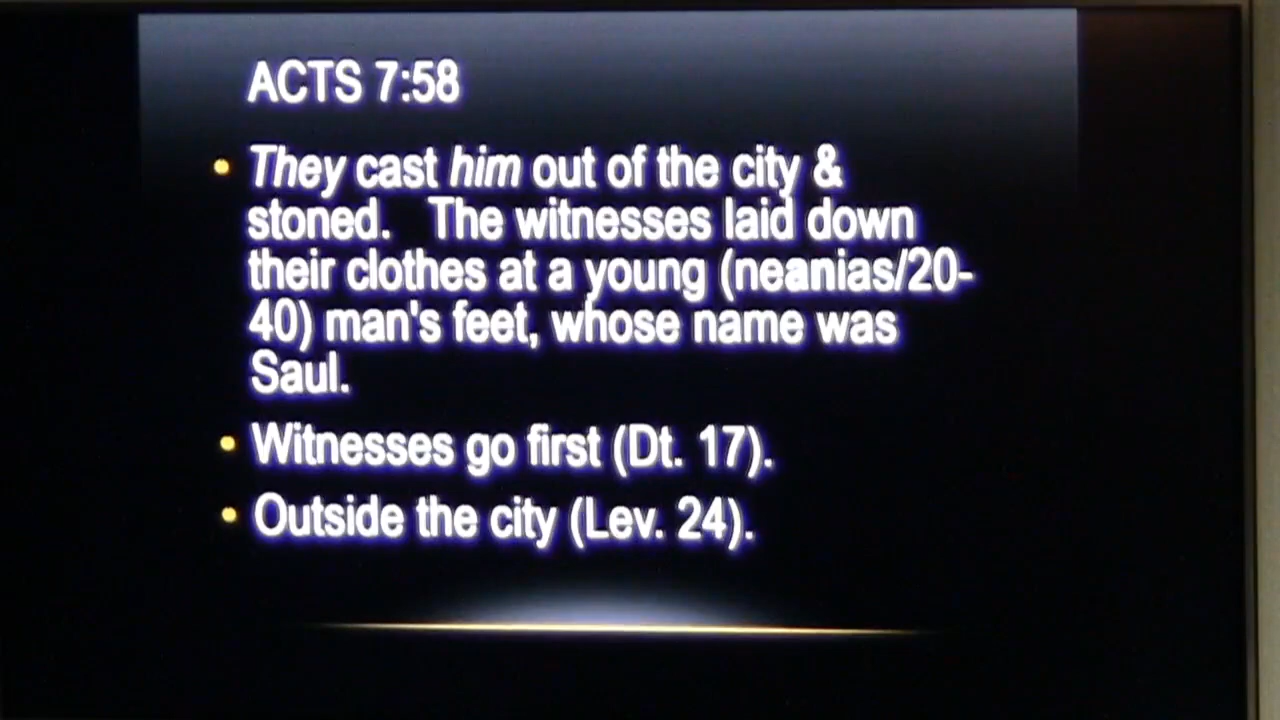 ACTS 7:58
• They cast him out of the city &
stoned.   The witnesses laid down
their clothes at a young (neanias/20-
40) man's feet, whose name was
Saul.
• Witnesses go first (Dt. 17).
• Outside the city (Lev. 24).